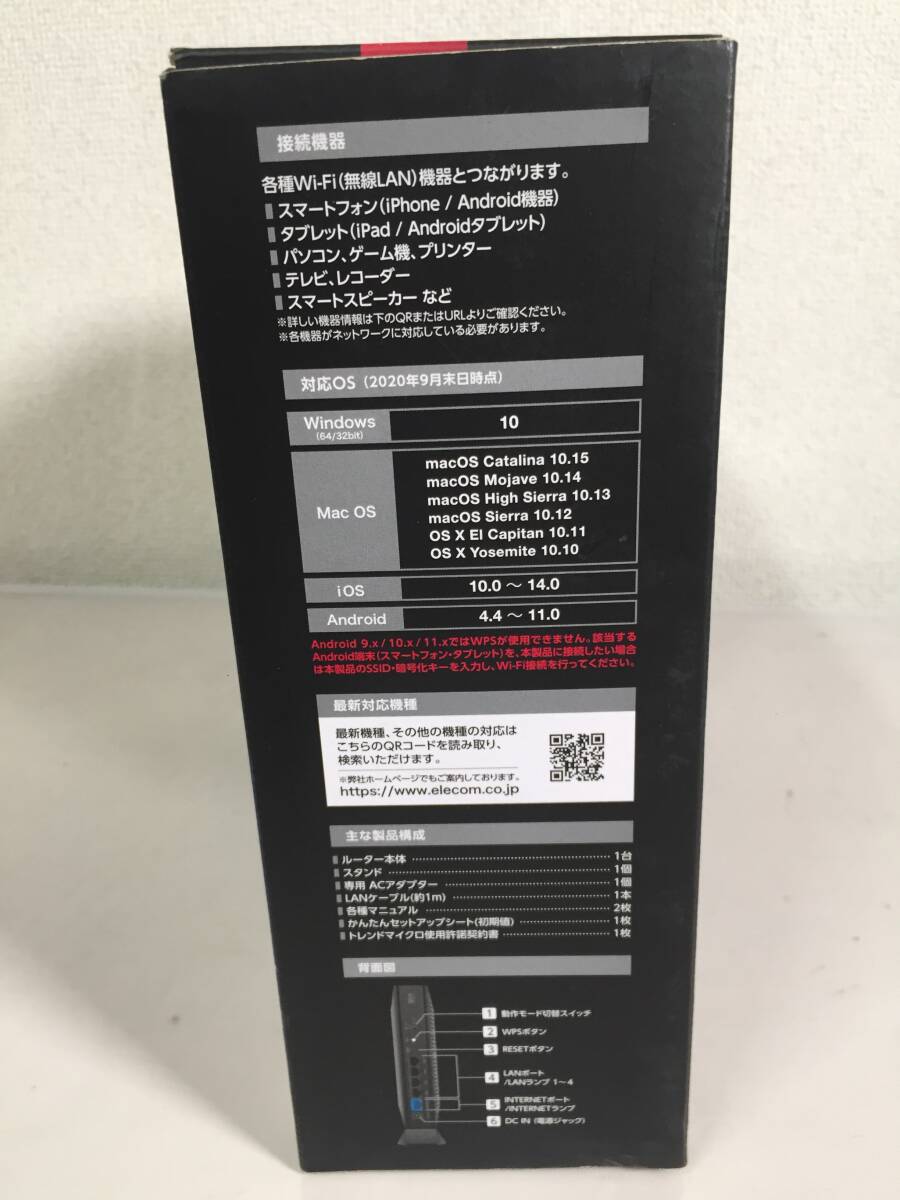 接続機器
各種Wi-Fi(無線LAN)機器とつながります。
スマートフォン(iPhone / Android機器)
タブレット(iPad / Androidタブレット)
パソコン、ゲーム機、プリンター
テレビ、レコーダー
スマートスピーカー など
※詳しい機器情報は下のQRまたはURLよりご確認ください。
※各機器がネットワークに対応している必要があります。
対応OS (2020年9月末日時点)
Windows (64/32bit) 10
Mac OS
macOS Catalina 10.15
macOS Mojave 10.14
macOS High Sierra 10.13
macOS Sierra 10.12
OS X El Capitan 10.11
OS X Yosemite 10.10
iOS 10.0 ～ 14.0
Android 4.4 ～ 11.0
Android 9.x / 10.x / 11.xではWPSが使用できません。該当する
Android端末(スマートフォン・タブレット)を、本製品に接続したい場合
は本製品のSSID・暗号化キーを入力し、Wi-Fi接続を行ってください。
最新対応機種
最新機種、その他の機種の対応は
こちらのQRコードを読み取り、
検索いただけます。
※弊社ホームページでもご案内しております。
https://www.elecom.co.jp
主な製品構成
ルーター本体 1台
スタンド 1個
専用 ACアダプター 1個
LANケーブル(約1m) 1本
各種マニュアル 2枚
かんたんセットアップシート(初期値) 1枚
トレンドマイクロ使用許諾契約書 1枚
背面図
1 動作モード切替スイッチ
2 WPSボタン
3 RESETボタン
4 LANポート
/LANランプ 1～4
5 INTERNETポート
/INTERNETランプ
6 DC IN (電源ジャック)